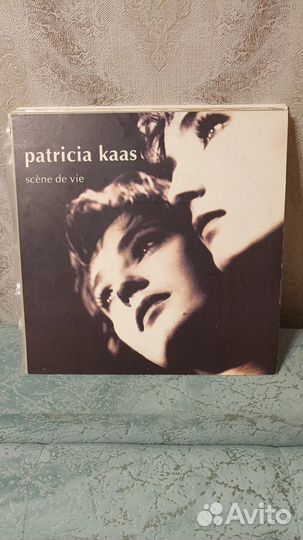 patricia kaas
scène de vie
Avito